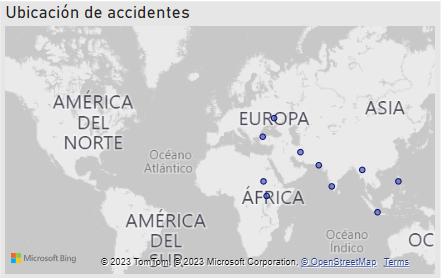 Ubicación de accidentes
AMÉRICA
DEL
NORTE
EUROPA
ASIA
Océano
Atlántico
ÁFRICA
AMÉRICA
DEL
SUR
Océano
Índico
OC
Microsoft Bing
© 2023 TomTom, © 2023 Microsoft Corporation, © OpenStreetMap Terms